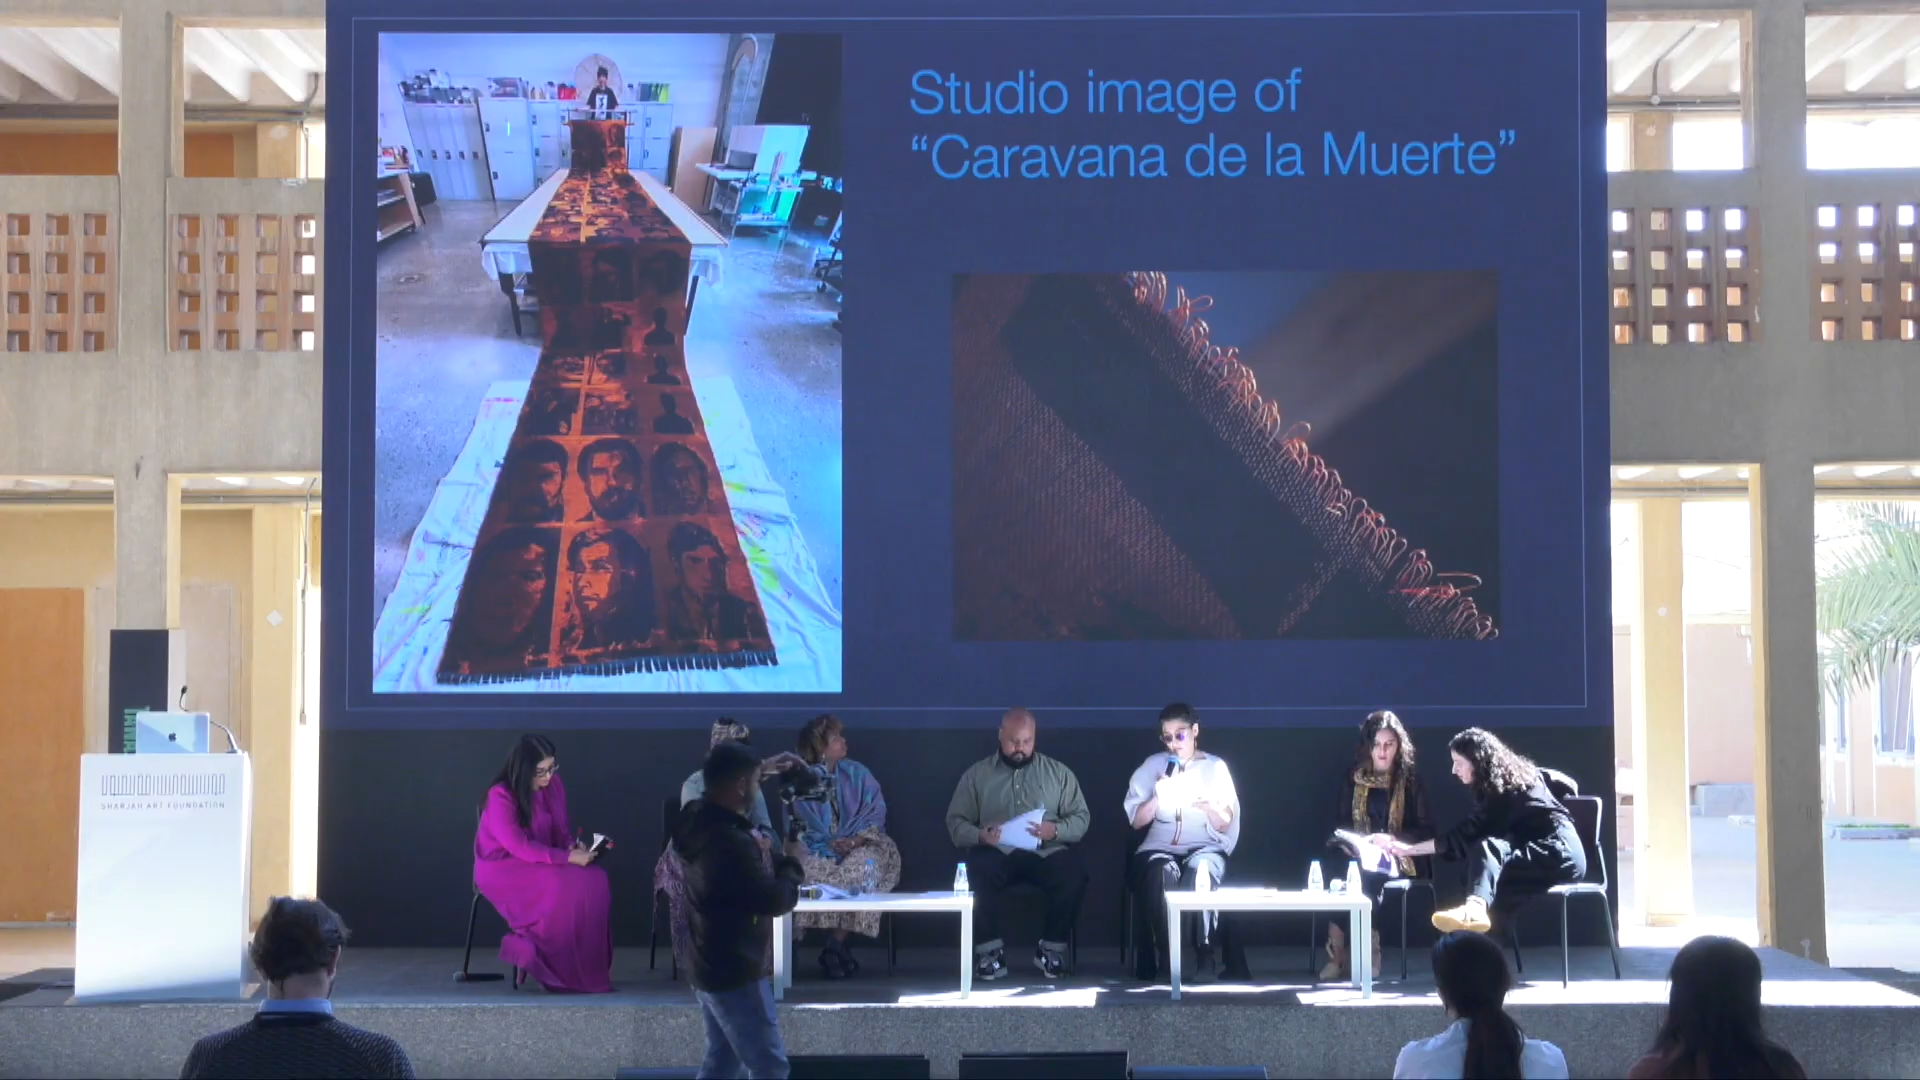 Studio image of
“Caravana de la Muerte”
SHARJAH ART FOUNDATION